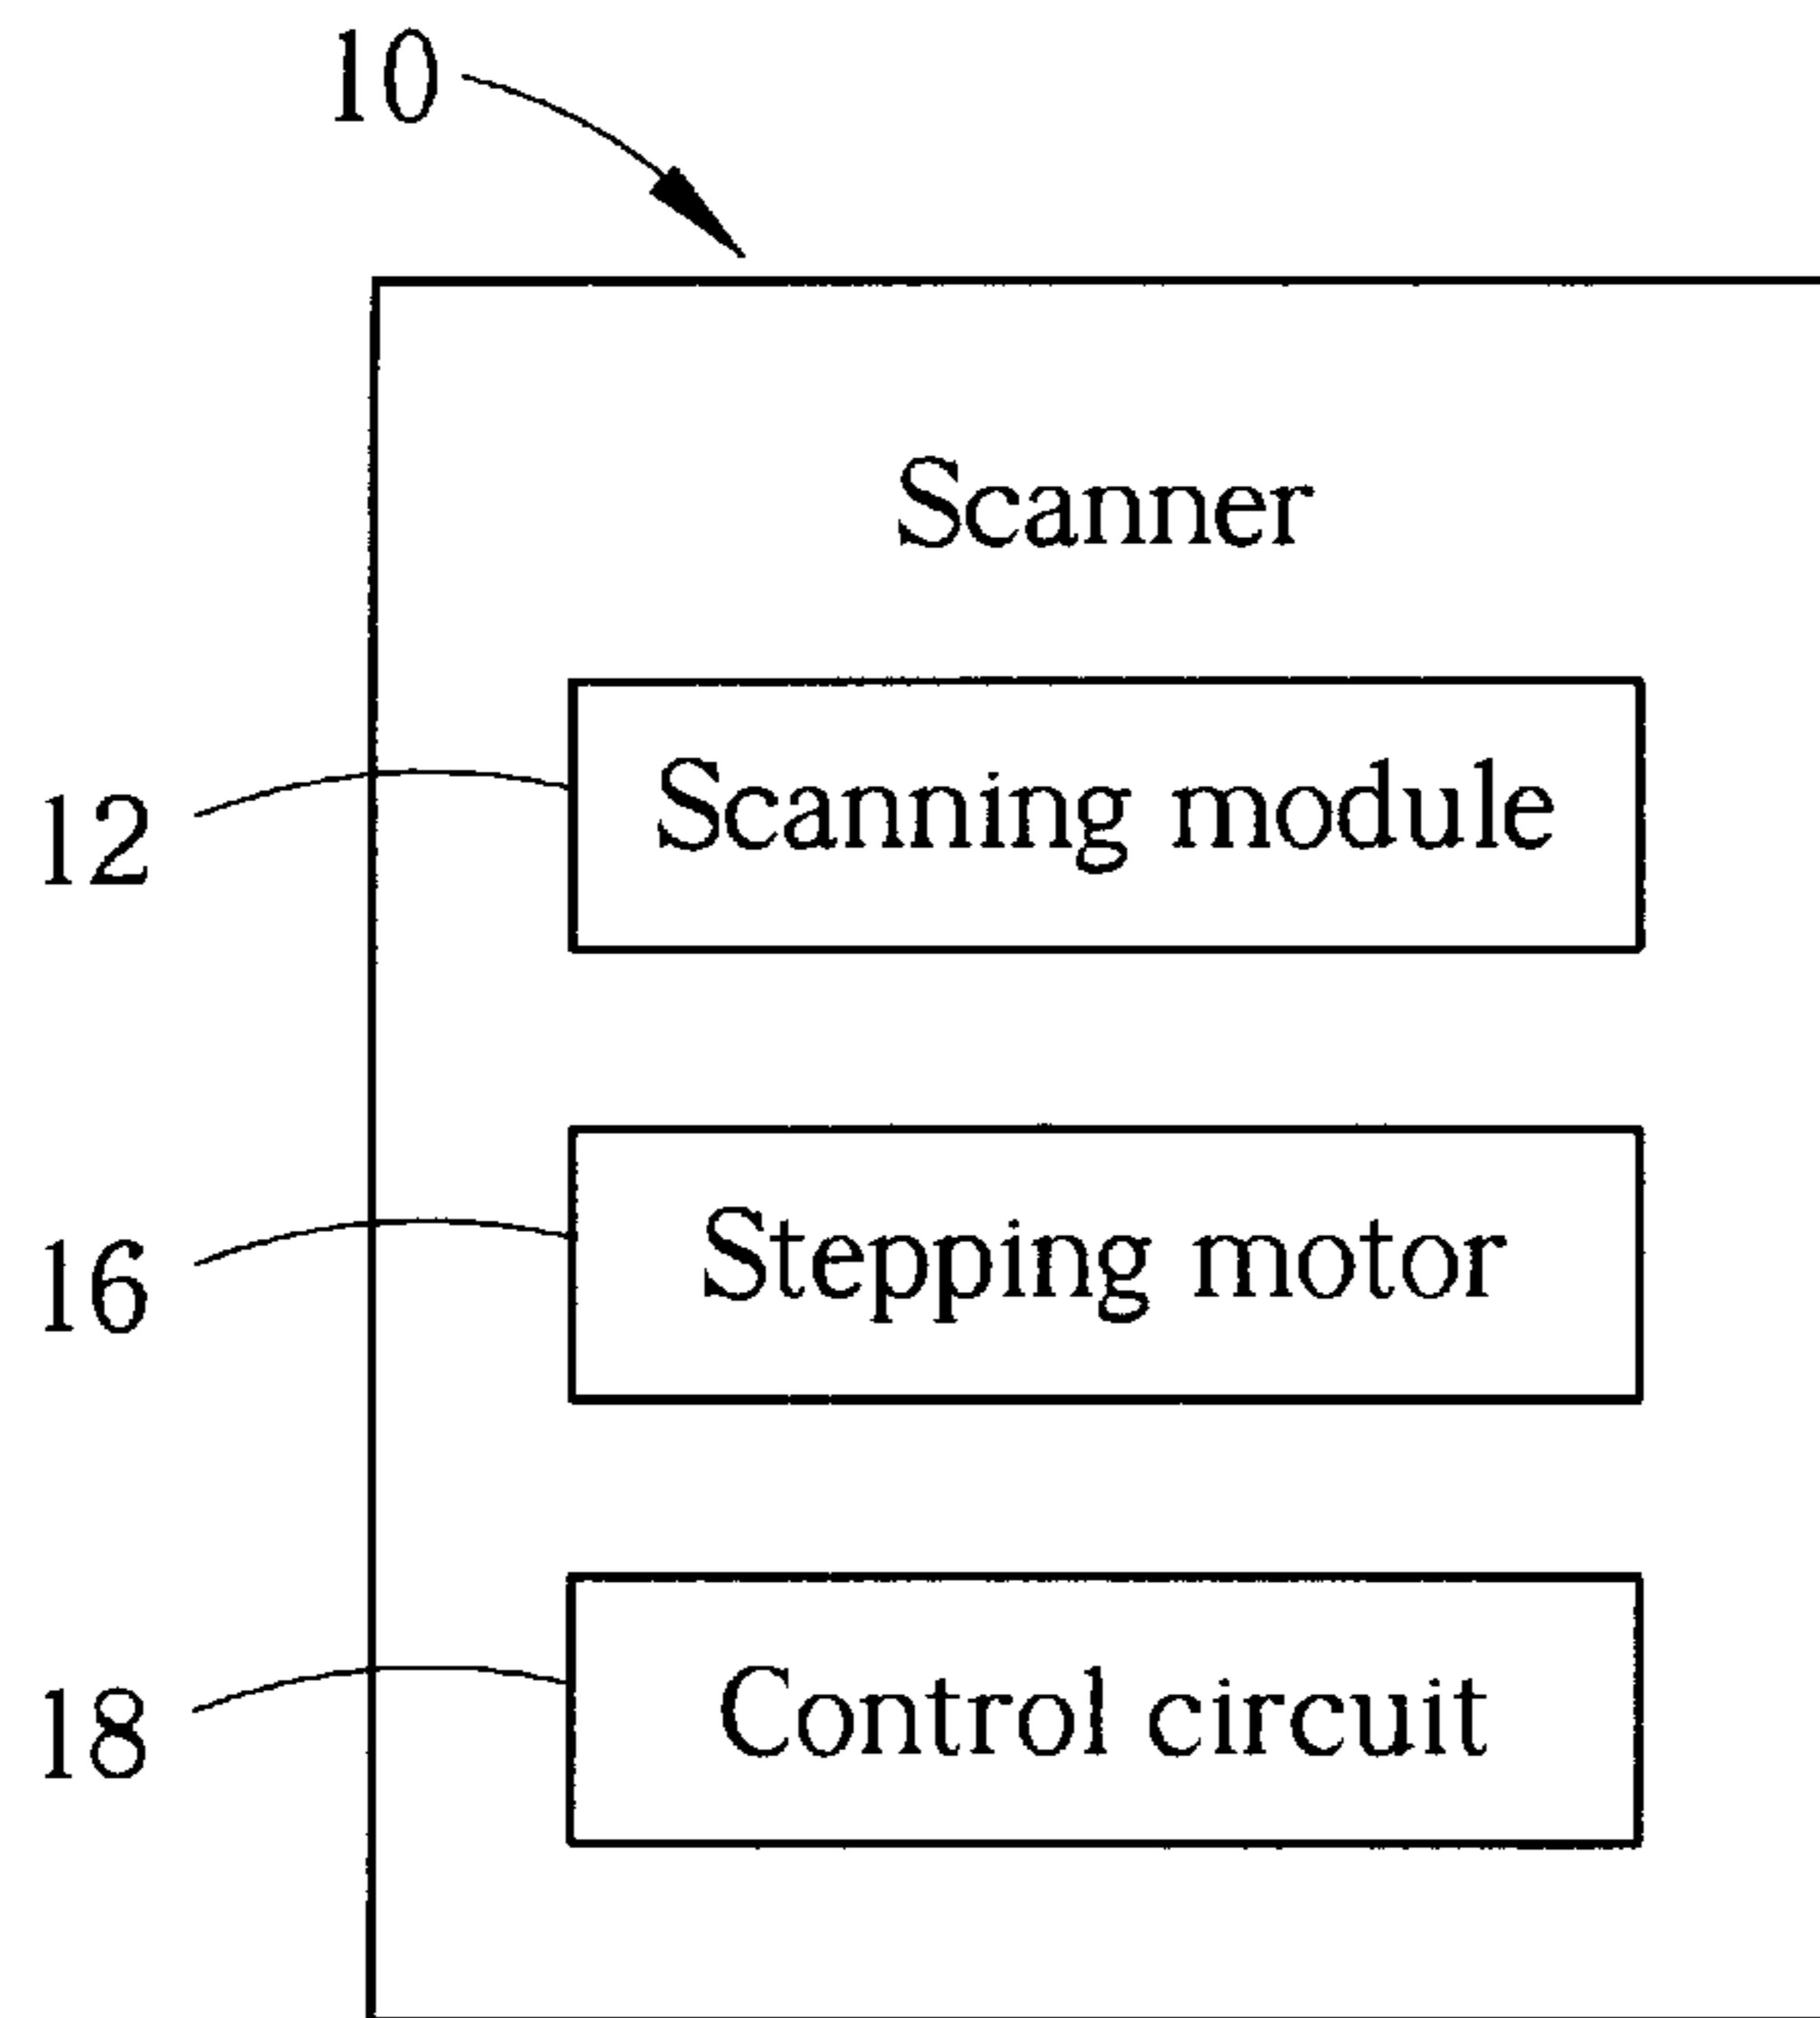 10
Scanner
12 Scanning module
16 Stepping motor
18 Control circuit